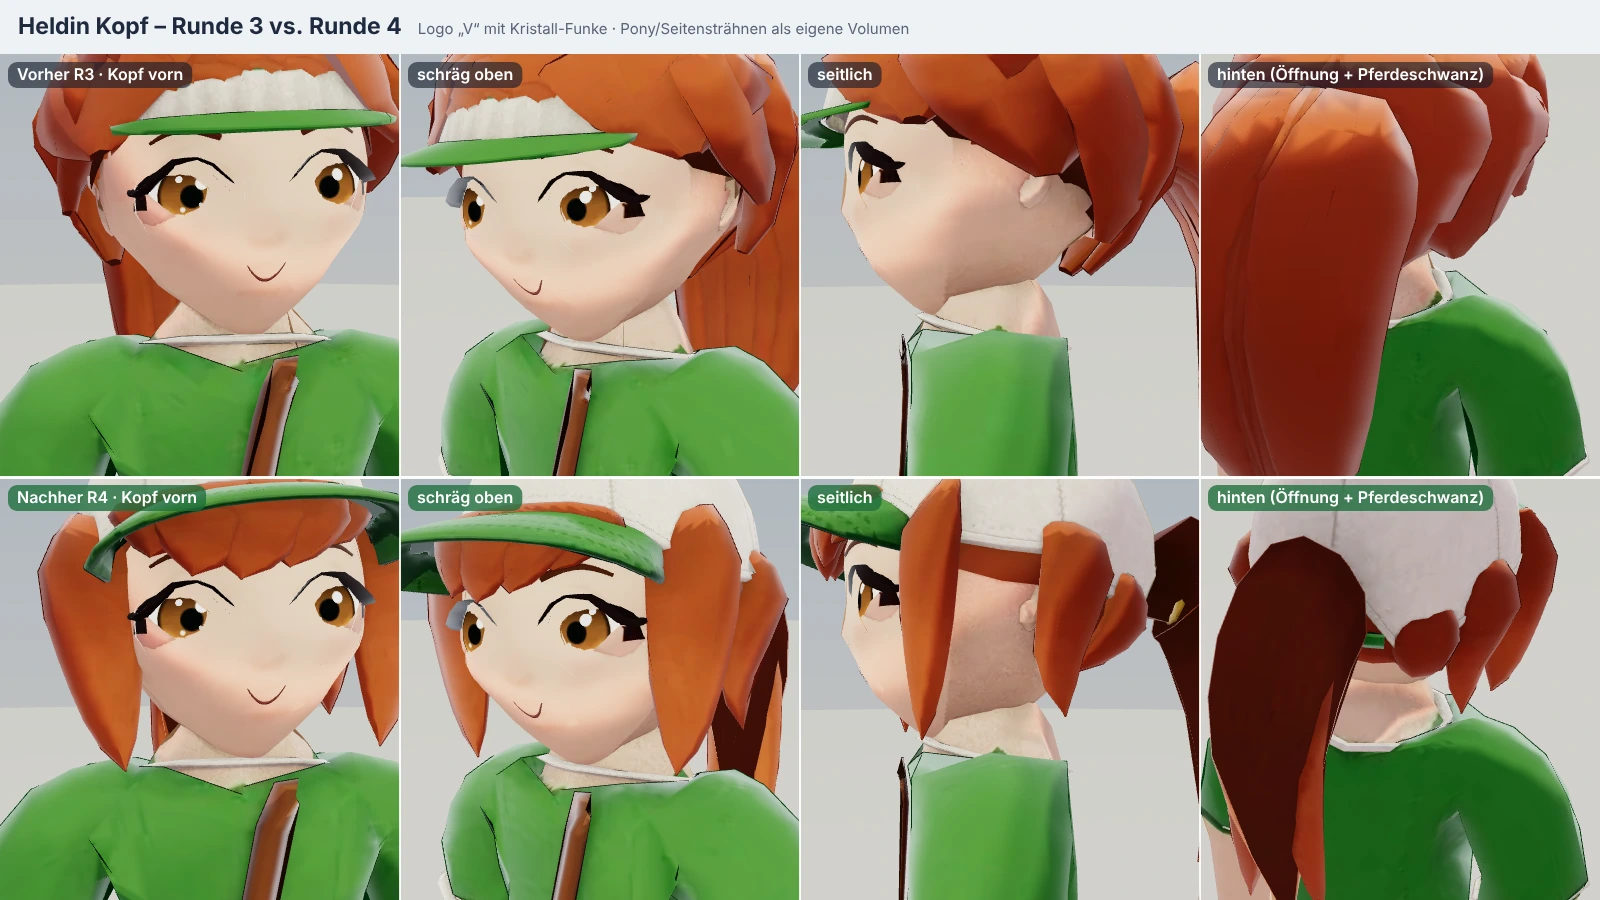 Heldin Kopf – Runde 3 vs. Runde 4 Logo „V“ mit Kristall-Funke · Pony/Seitensträhnen als eigene Volumen
Vorher R3 · Kopf vorn
schräg oben
seitlich
hinten (Öffnung + Pferdeschwanz)
Nachher R4 · Kopf vorn
schräg oben
seitlich
hinten (Öffnung + Pferdeschwanz)